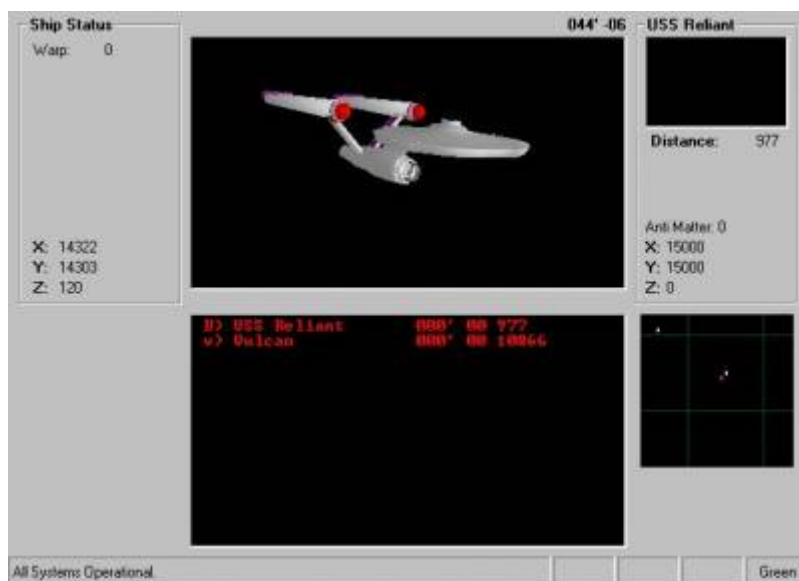 Ship Status
Warp: 0
X: 14322
Y: 14303
Z: 120
044' -06
USS Reliant
Distance: 977
Anti Matter: 0
X: 15000
Y: 15000
Z: 0
B) USS Reliant 000' 00 977
v) Vulcan 000' 00 10866
All Systems Operational.
Green